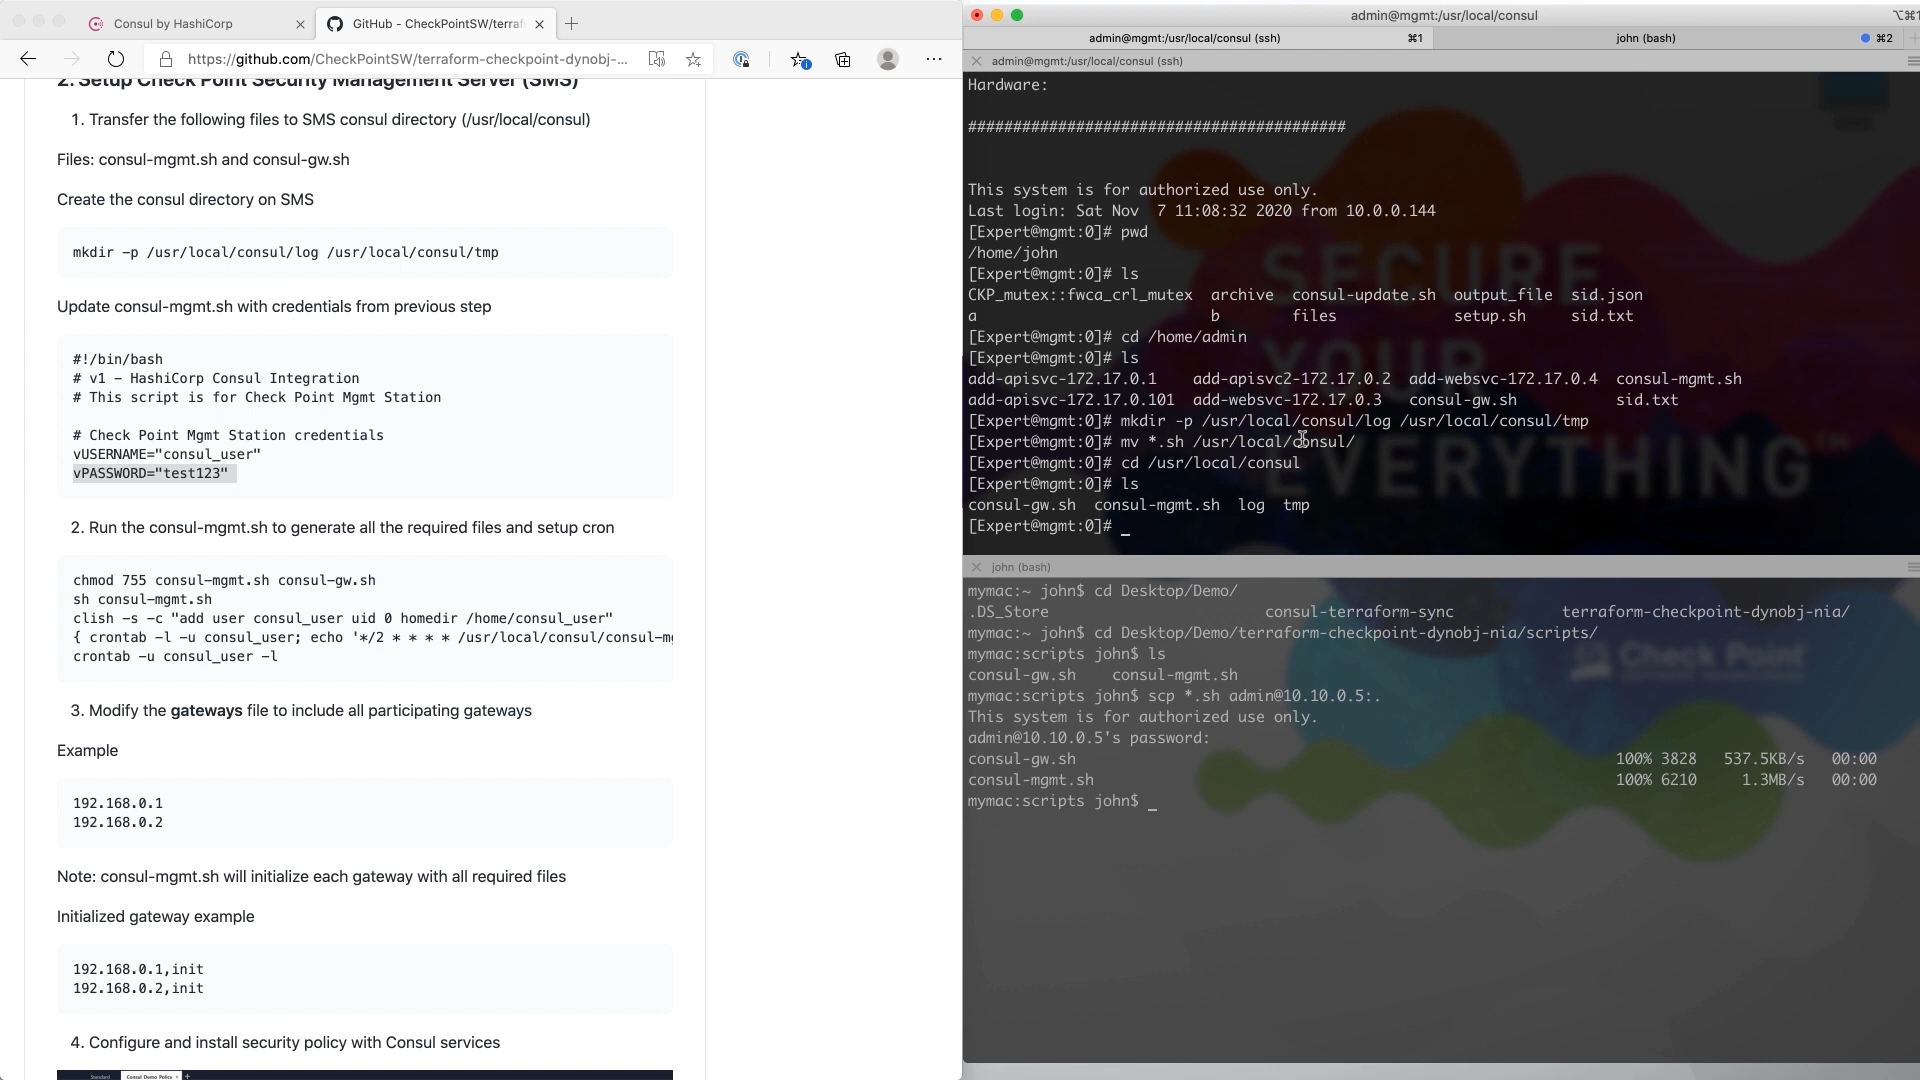 Consul by HashiCorp
GitHub - CheckPointSW/terraf
https://github.com/CheckPointSW/terraform-checkpoint-dynobj-...
2. Setup Check Point Security Management Server (SMS)
1. Transfer the following files to SMS consul directory (/usr/local/consul)
Files: consul-mgmt.sh and consul-gw.sh
Create the consul directory on SMS
mkdir -p /usr/local/consul/log /usr/local/consul/tmp
Update consul-mgmt.sh with credentials from previous step
#!/bin/bash
# v1 - HashiCorp Consul Integration
# This script is for Check Point Mgmt Station
# Check Point Mgmt Station credentials
vUSERNAME="consul_user"
vPASSWORD="test123"
2. Run the consul-mgmt.sh to generate all the required files and setup cron
chmod 755 consul-mgmt.sh consul-gw.sh
sh consul-mgmt.sh
clish -s -c "add user consul_user uid 0 homedir /home/consul_user"
{ crontab -l -u consul_user; echo '*/2 * * * * /usr/local/consul/consul-mg
crontab -u consul_user -l
3. Modify the gateways file to include all participating gateways
Example
192.168.0.1
192.168.0.2
Note: consul-mgmt.sh will initialize each gateway with all required files
Initialized gateway example
192.168.0.1,init
192.168.0.2,init
4. Configure and install security policy with Consul services
Standard Consul Demo Policy × +
admin@mgmt:/usr/local/consul
⌥⌘1
admin@mgmt:/usr/local/consul (ssh) ⌘1 john (bash) ⌘2
admin@mgmt:/usr/local/consul (ssh)
Hardware:
##########################################
This system is for authorized use only.
Last login: Sat Nov  7 11:08:32 2020 from 10.0.0.144
[Expert@mgmt:0]# pwd
/home/john
[Expert@mgmt:0]# ls
CKP_mutex::fwca_crl_mutex  archive  consul-update.sh  output_file  sid.json
a  b  files  setup.sh  sid.txt
[Expert@mgmt:0]# cd /home/admin
[Expert@mgmt:0]# ls
add-apisvc-172.17.0.1  add-apisvc2-172.17.0.2  add-websvc-172.17.0.4  consul-mgmt.sh
add-apisvc-172.17.0.101  add-websvc-172.17.0.3  consul-gw.sh  sid.txt
[Expert@mgmt:0]# mkdir -p /usr/local/consul/log /usr/local/consul/tmp
[Expert@mgmt:0]# mv *.sh /usr/local/consul/
[Expert@mgmt:0]# cd /usr/local/consul
[Expert@mgmt:0]# ls
consul-gw.sh  consul-mgmt.sh  log  tmp
[Expert@mgmt:0]# _
SECURE
YOUR
EVERYTHING™
john (bash)
mymac:~ john$ cd Desktop/Demo/
.DS_Store  consul-terraform-sync  terraform-checkpoint-dynobj-nia/
mymac:~ john$ cd Desktop/Demo/terraform-checkpoint-dynobj-nia/scripts/
mymac:scripts john$ ls
consul-gw.sh  consul-mgmt.sh
mymac:scripts john$ scp *.sh admin@10.10.0.5:.
This system is for authorized use only.
admin@10.10.0.5's password:
consul-gw.sh  100% 3828  537.5KB/s  00:00
consul-mgmt.sh  100% 6210  1.3MB/s  00:00
mymac:scripts john$ _
Check Point